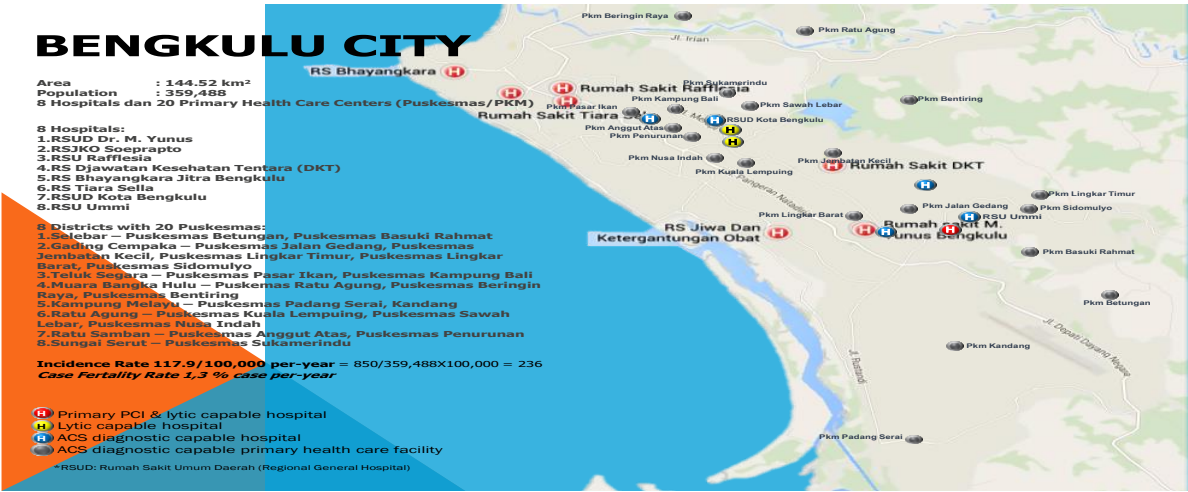 BENGKULU CITY
Area : 144.52 km²
Population : 359,488
8 Hospitals dan 20 Primary Health Care Centers (Puskesmas/PKM)
8 Hospitals:
1.RSUD Dr. M. Yunus
2.RSJKO Soeprapto
3.RSU Rafflesia
4.RS Djawatan Kesehatan Tentara (DKT)
5.RS Bhayangkara Jitra Bengkulu
6.RS Tiara Sella
7.RSUD Kota Bengkulu
8.RSU Ummi
8 Districts with 20 Puskesmas:
1.Selebar – Puskesmas Betungan, Puskesmas Basuki Rahmat
2.Gading Cempaka – Puskesmas Jalan Gedang, Puskesmas
Jembatan Kecil, Puskesmas Lingkar Timur, Puskesmas Lingkar
Barat, Puskesmas Sidomulyo
3.Teluk Segara – Puskesmas Pasar Ikan, Puskesmas Kampung Bali
4.Muara Bangka Hulu – Puskemas Ratu Agung, Puskesmas Beringin
Raya, Puskesmas Bentiring
5.Kampung Melayu – Puskesmas Padang Serai, Kandang
6.Ratu Agung – Puskesmas Kuala Lempuing, Puskesmas Sawah
Lebar, Puskesmas Nusa Indah
7.Ratu Samban – Puskesmas Anggut Atas, Puskesmas Penurunan
8.Sungai Serut – Puskesmas Sukamerindu
Incidence Rate 117.9/100,000 per-year = 850/359,488X100,000 = 236
Case Fertality Rate 1,3 % case per-year
H Primary PCI & lytic capable hospital
H Lytic capable hospital
H ACS diagnostic capable hospital
ACS diagnostic capable primary health care facility
*RSUD: Rumah Sakit Umum Daerah (Regional General Hospital)
Pkm Beringin Raya
Pkm Ratu Agung
Jl. Irian
RS Bhayangkara H
H
H Rumah Sakit Rafflesia
Pkm Sukamerindu
H
Pkm Pasar Ikan
Pkm Kampung Bali
Pkm Sawah Lebar
Pkm Bentiring
Rumah Sakit Tiara
H
H RSUD Kota Bengkulu
Pkm Anggut Atas
H
Pkm Penurunan
H
Pkm Nusa Indah
Pkm Jembatan Kecil
H Rumah Sakit DKT
Pkm Kuala Lempuing
Pangeran
H
Pkm Lingkar Timur
Pkm Jalan Gedang
Pkm Sidomulyo
Pkm Lingkar Barat
H RSU Ummi
RS Jiwa Dan
Ketergantungan Obat H
H Rumah sakit M.
H Yunus Bengkulu H
Pkm Basuki Rahmat
Pkm Betungan
Jl. Depati Dayang Negara
Pkm Kandang
Jl. Rustandi
Pkm Padang Serai